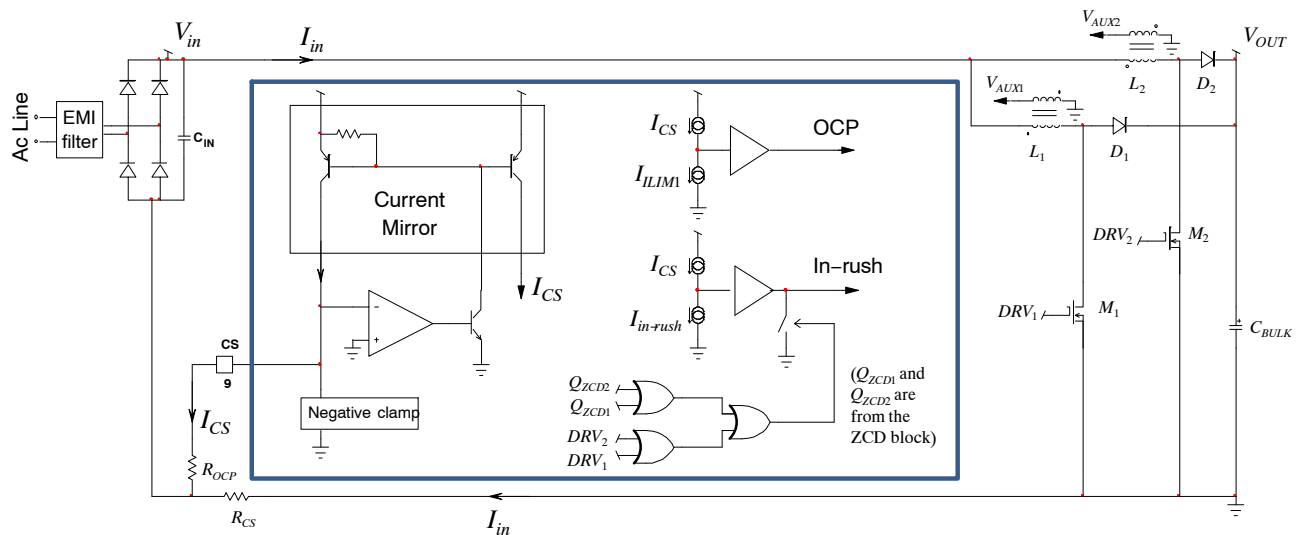 Ac Line
EMI
filter
V_in
I_in
C_IN
Current
Mirror
I_CS
I_CS
OCP
I_ILIM1
I_CS
In−rush
I_in-rush
(Q_ZCD1 and
Q_ZCD2 are
from the
ZCD block)
Q_ZCD2
Q_ZCD1
DRV_2
DRV_1
−
+
CS
9
Negative clamp
I_CS
R_OCP
R_CS
I_in
V_AUX2
V_OUT
L_2
D_2
V_AUX1
L_1
D_1
DRV_2
M_2
DRV_1
M_1
+
C_BULK